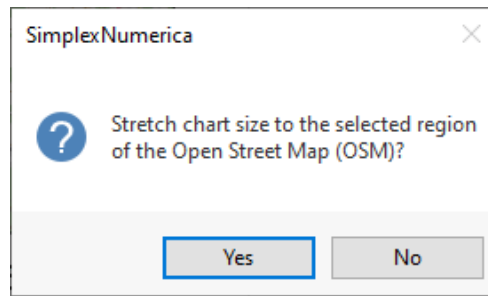 SimplexNumerica
Stretch chart size to the selected region
of the Open Street Map (OSM)?
Yes
No